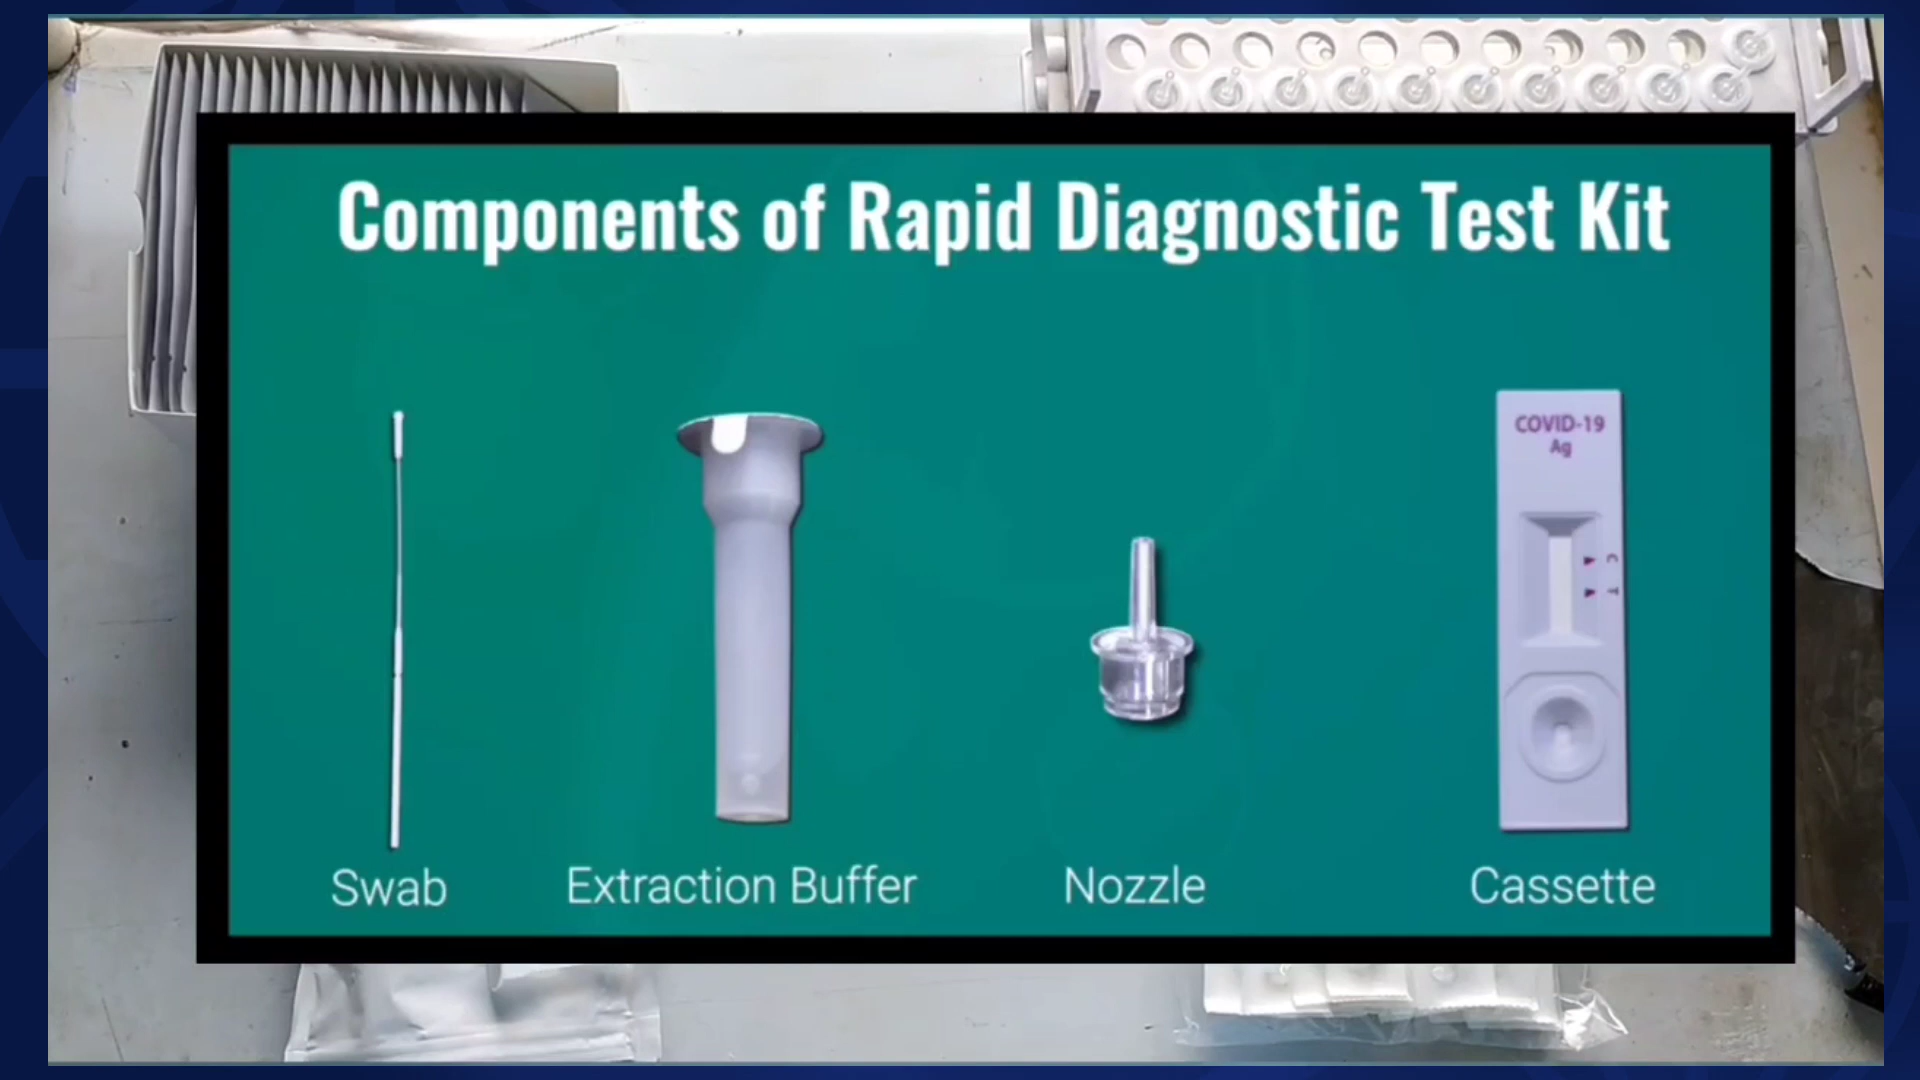 Components of Rapid Diagnostic Test Kit
COVID-19
Ag
C
T
Swab
Extraction Buffer
Nozzle
Cassette